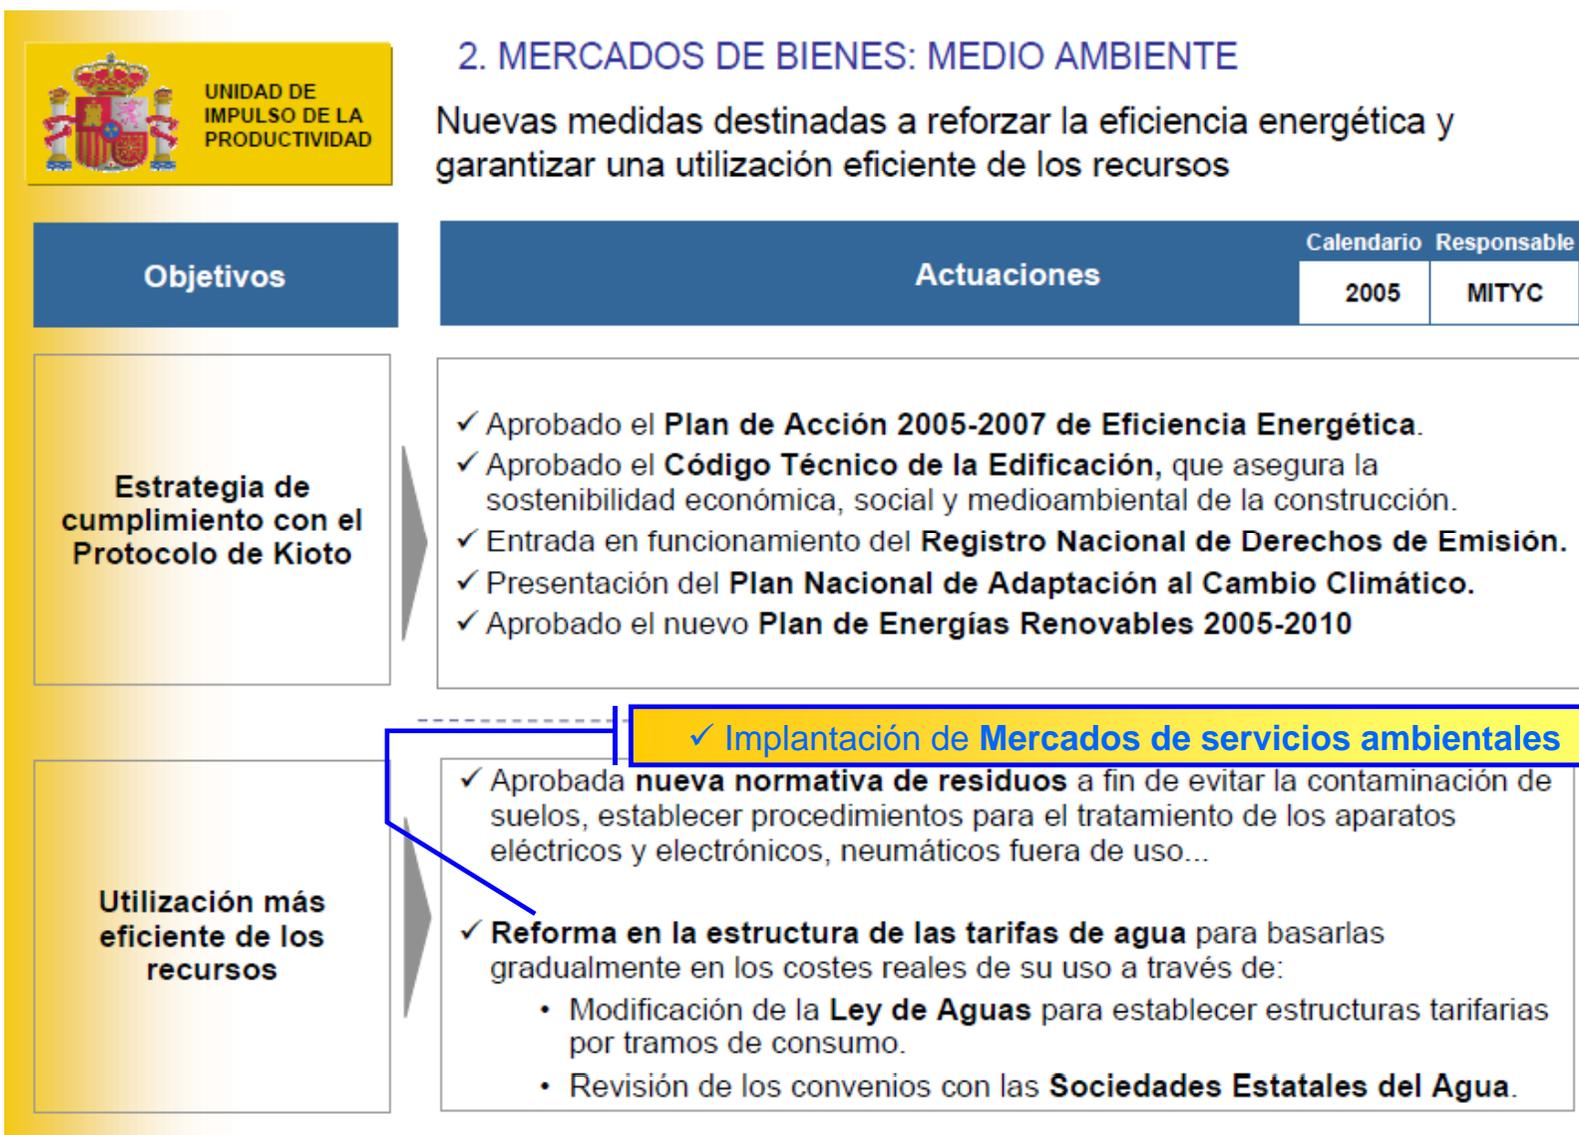 UNIDAD DE
IMPULSO DE LA
PRODUCTIVIDAD
2. MERCADOS DE BIENES: MEDIO AMBIENTE
Nuevas medidas destinadas a reforzar la eficiencia energética y
garantizar una utilización eficiente de los recursos
Objetivos
Actuaciones
Calendario Responsable
2005 MITYC
Estrategia de
cumplimiento con el
Protocolo de Kioto
✓ Aprobado el Plan de Acción 2005-2007 de Eficiencia Energética.
✓ Aprobado el Código Técnico de la Edificación, que asegura la
sostenibilidad económica, social y medioambiental de la construcción.
✓ Entrada en funcionamiento del Registro Nacional de Derechos de Emisión.
✓ Presentación del Plan Nacional de Adaptación al Cambio Climático.
✓ Aprobado el nuevo Plan de Energías Renovables 2005-2010
✓ Implantación de Mercados de servicios ambientales
Utilización más
eficiente de los
recursos
✓ Aprobada nueva normativa de residuos a fin de evitar la contaminación de
suelos, establecer procedimientos para el tratamiento de los aparatos
eléctricos y electrónicos, neumáticos fuera de uso...
✓ Reforma en la estructura de las tarifas de agua para basarlas
gradualmente en los costes reales de su uso a través de:
• Modificación de la Ley de Aguas para establecer estructuras tarifarias
por tramos de consumo.
• Revisión de los convenios con las Sociedades Estatales del Agua.